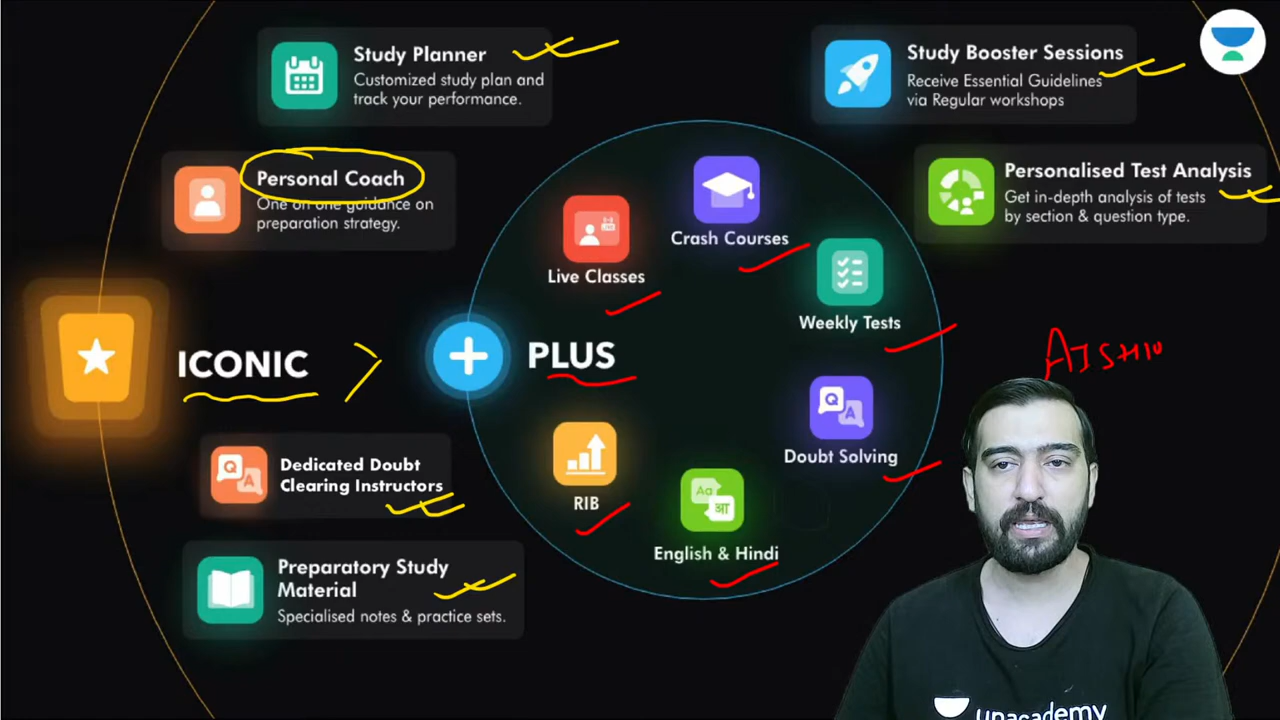 Study Planner
Customized study plan and
track your performance.
Study Booster Sessions
Receive Essential Guidelines
via Regular workshops
Personal Coach
One on one guidance on
preparation strategy.
Personalised Test Analysis
Get in-depth analysis of tests
by section & question type.
Crash Courses
Live Classes
Weekly Tests
ICONIC
PLUS
Q
A
Doubt Solving
Q
A
Dedicated Doubt
Clearing Instructors
RIB
Aa
अा
English & Hindi
Preparatory Study
Material
Specialised notes & practice sets.
unacademy